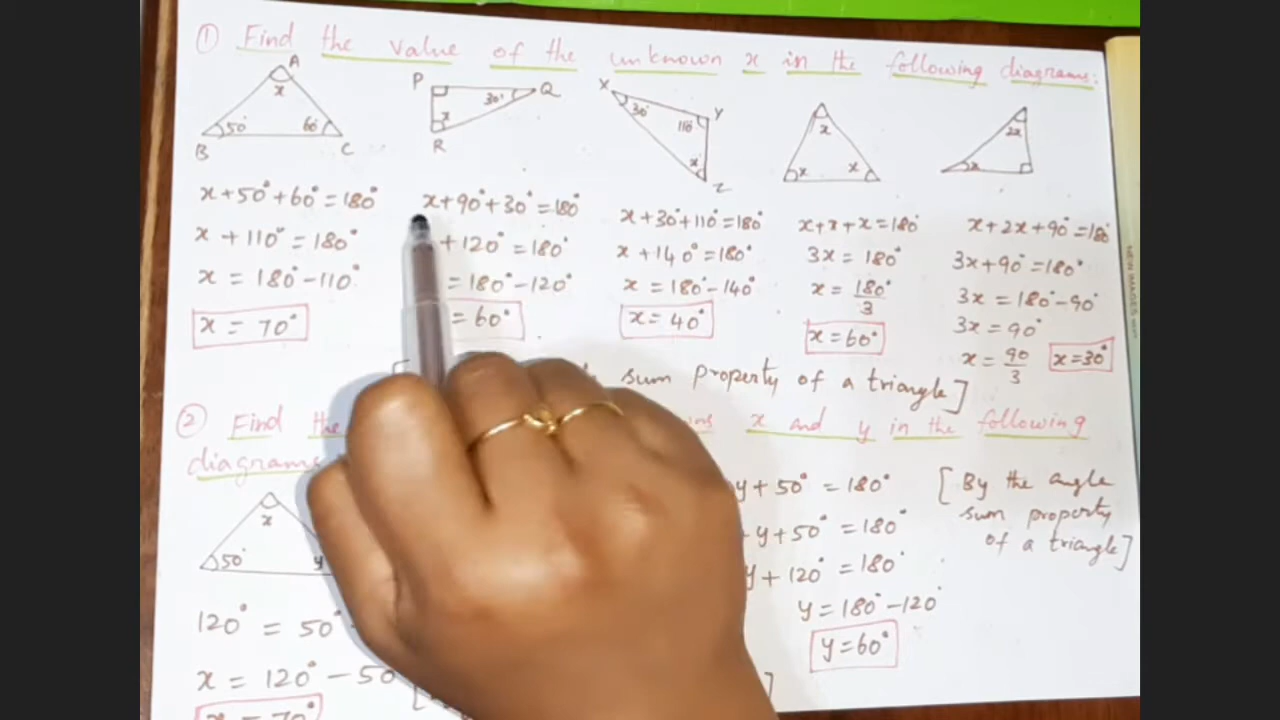 ① Find the value of the unknown x in the following diagrams:
A
x
50°
60°
B
C
P
30°
Q
x
R
X
30°
Y
110°
x
Z
x
x
x
2x
x
x+50°+60°=180°
x+110°=180°
x=180°-110°
x=70°
x+90°+30°=180°
+120°=180°
=180°-120°
=60°
x+30°+110°=180°
x+140°=180°
x=180°-140°
x=40°
x+x+x=180°
3x=180°
x=180°/3
x=60°
x+2x+90°=180°
3x+90°=180°
3x=180°-90°
3x=90°
x=90/3
x=30°
[ sum property of a triangle]
② Find the x and y in the following
diagrams
x
50°
y
120°=50°
x=120°-50
x=70°
y+50°=180°
+y+50°=180°
y+120°=180°
y=180°-120°
y=60°
[By the angle
sum property
of a triangle]